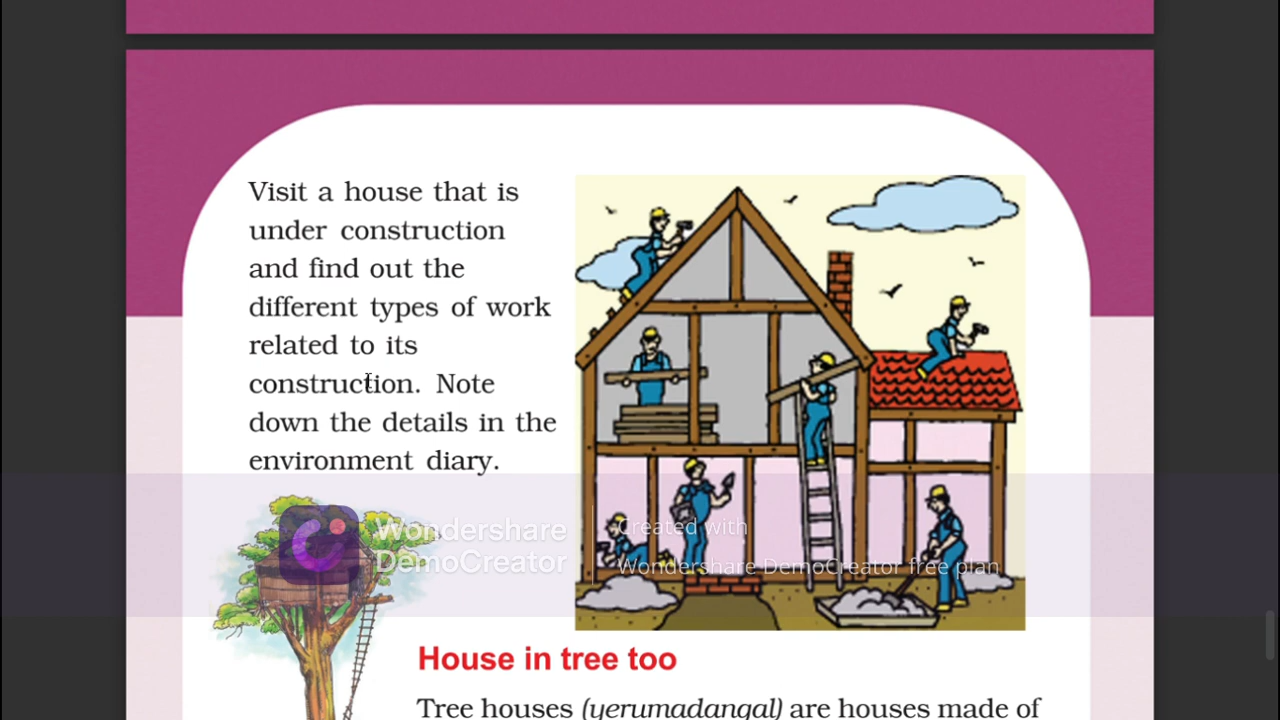 Visit a house that is
under construction
and find out the
different types of work
related to its
construction. Note
down the details in the
environment diary.
Wondershare
DemoCreator
Created with
Wondershare DemoCreator free plan
House in tree too
Tree houses (yerumadangal) are houses made of